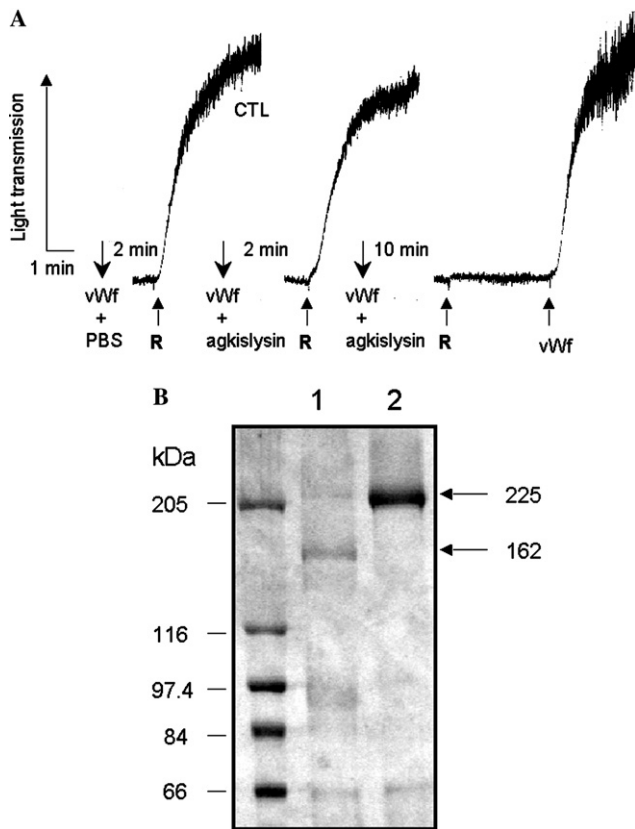 A
Light transmission
1 min
CTL
2 min
2 min
10 min
vWf
+
PBS
R
vWf
+
agkislysin
R
vWf
+
agkislysin
R
vWf
B
1
2
kDa
205
116
97.4
84
66
225
162